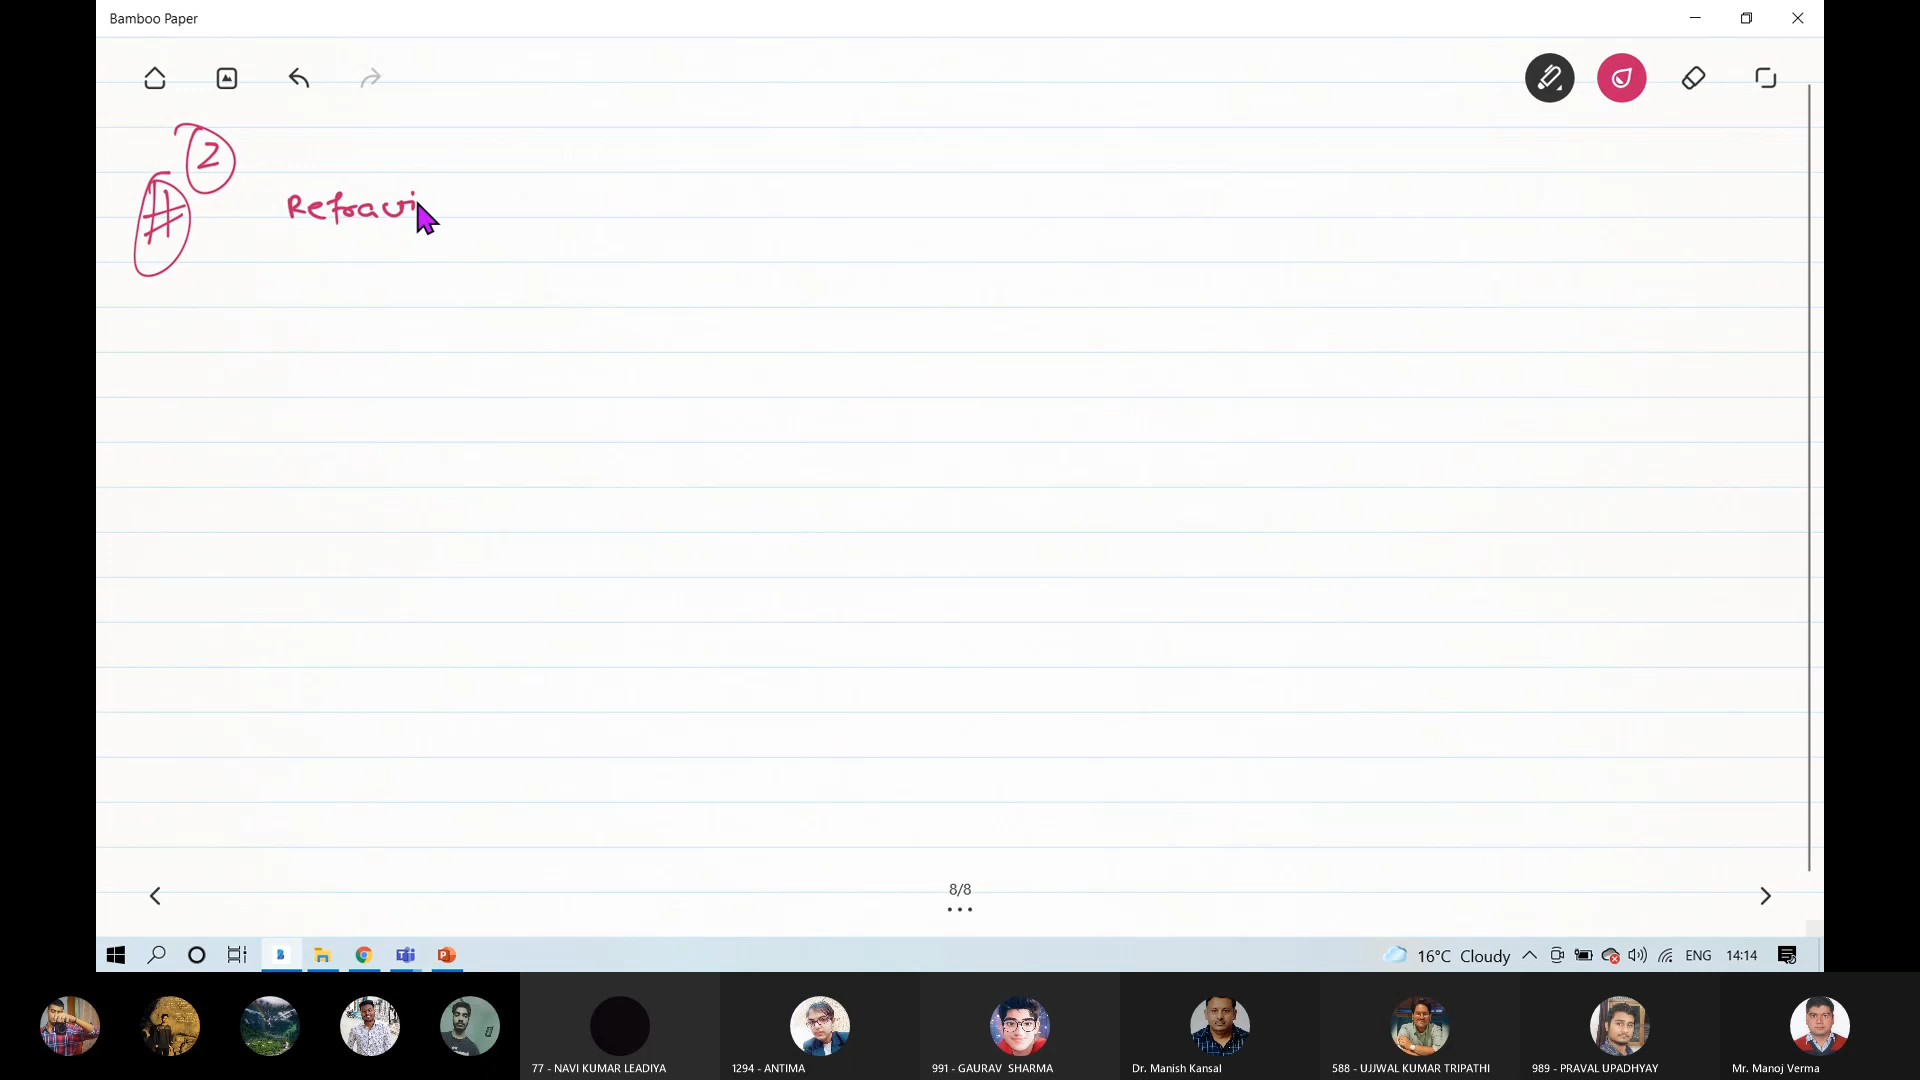 Bamboo Paper
2
#
Refracti
8/8
16°C Cloudy ENG 14:14
77 - NAVI KUMAR LEADIYA 1294 - ANTIMA 991 - GAURAV SHARMA Dr. Manish Kansal 588 - UJJWAL KUMAR TRIPATHI 989 - PRAVAL UPADHYAY Mr. Manoj Verma